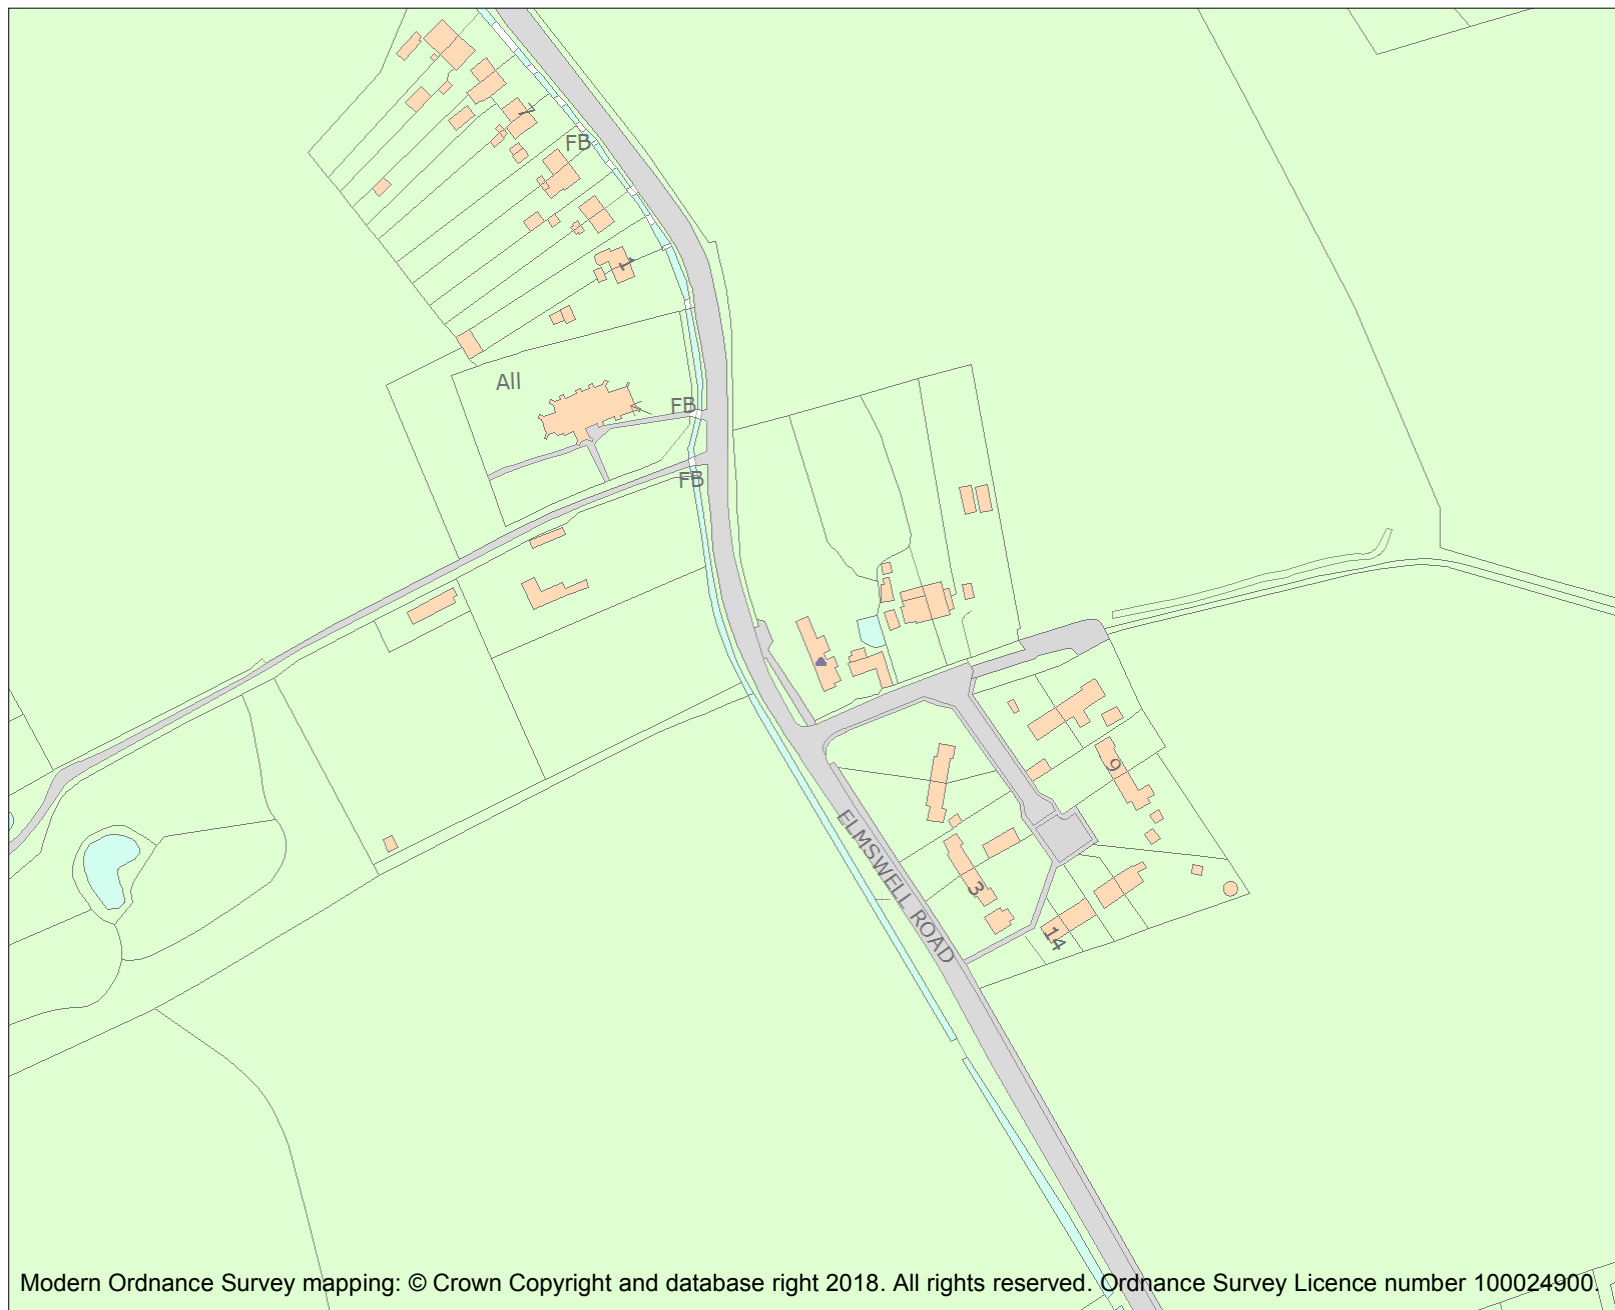 7
FB
1
All
FB
FB
9
ELMSWELL ROAD
3
14
Modern Ordnance Survey mapping: © Crown Copyright and database right 2018. All rights reserved. Ordnance Survey Licence number 100024900.